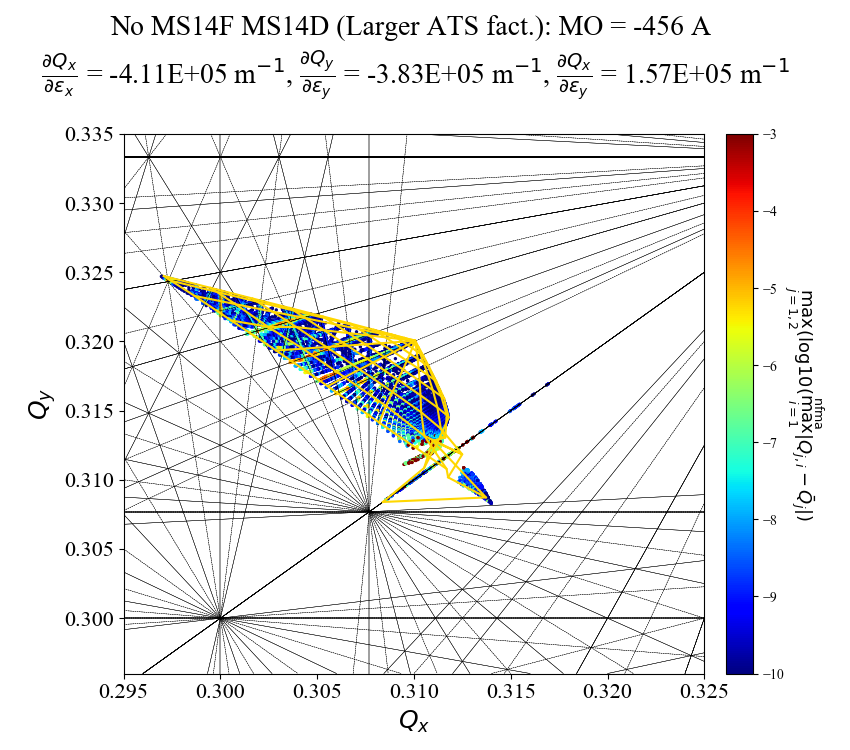 No MS14F MS14D (Larger ATS fact.): MO = -456 A
∂Qx/∂εx = -4.11E+05 m⁻¹, ∂Qy/∂εy = -3.83E+05 m⁻¹, ∂Qx/∂εy = 1.57E+05 m⁻¹
0.335
0.330
0.325
0.320
0.315
0.310
0.305
0.300
Qy
0.295 0.300 0.305 0.310 0.315 0.320 0.325
Qx
−3
−4
−5
−6
−7
−8
−9
−10
max(log10(max|Qj,i − Q̄j|)) j=1,2 nfma i=1